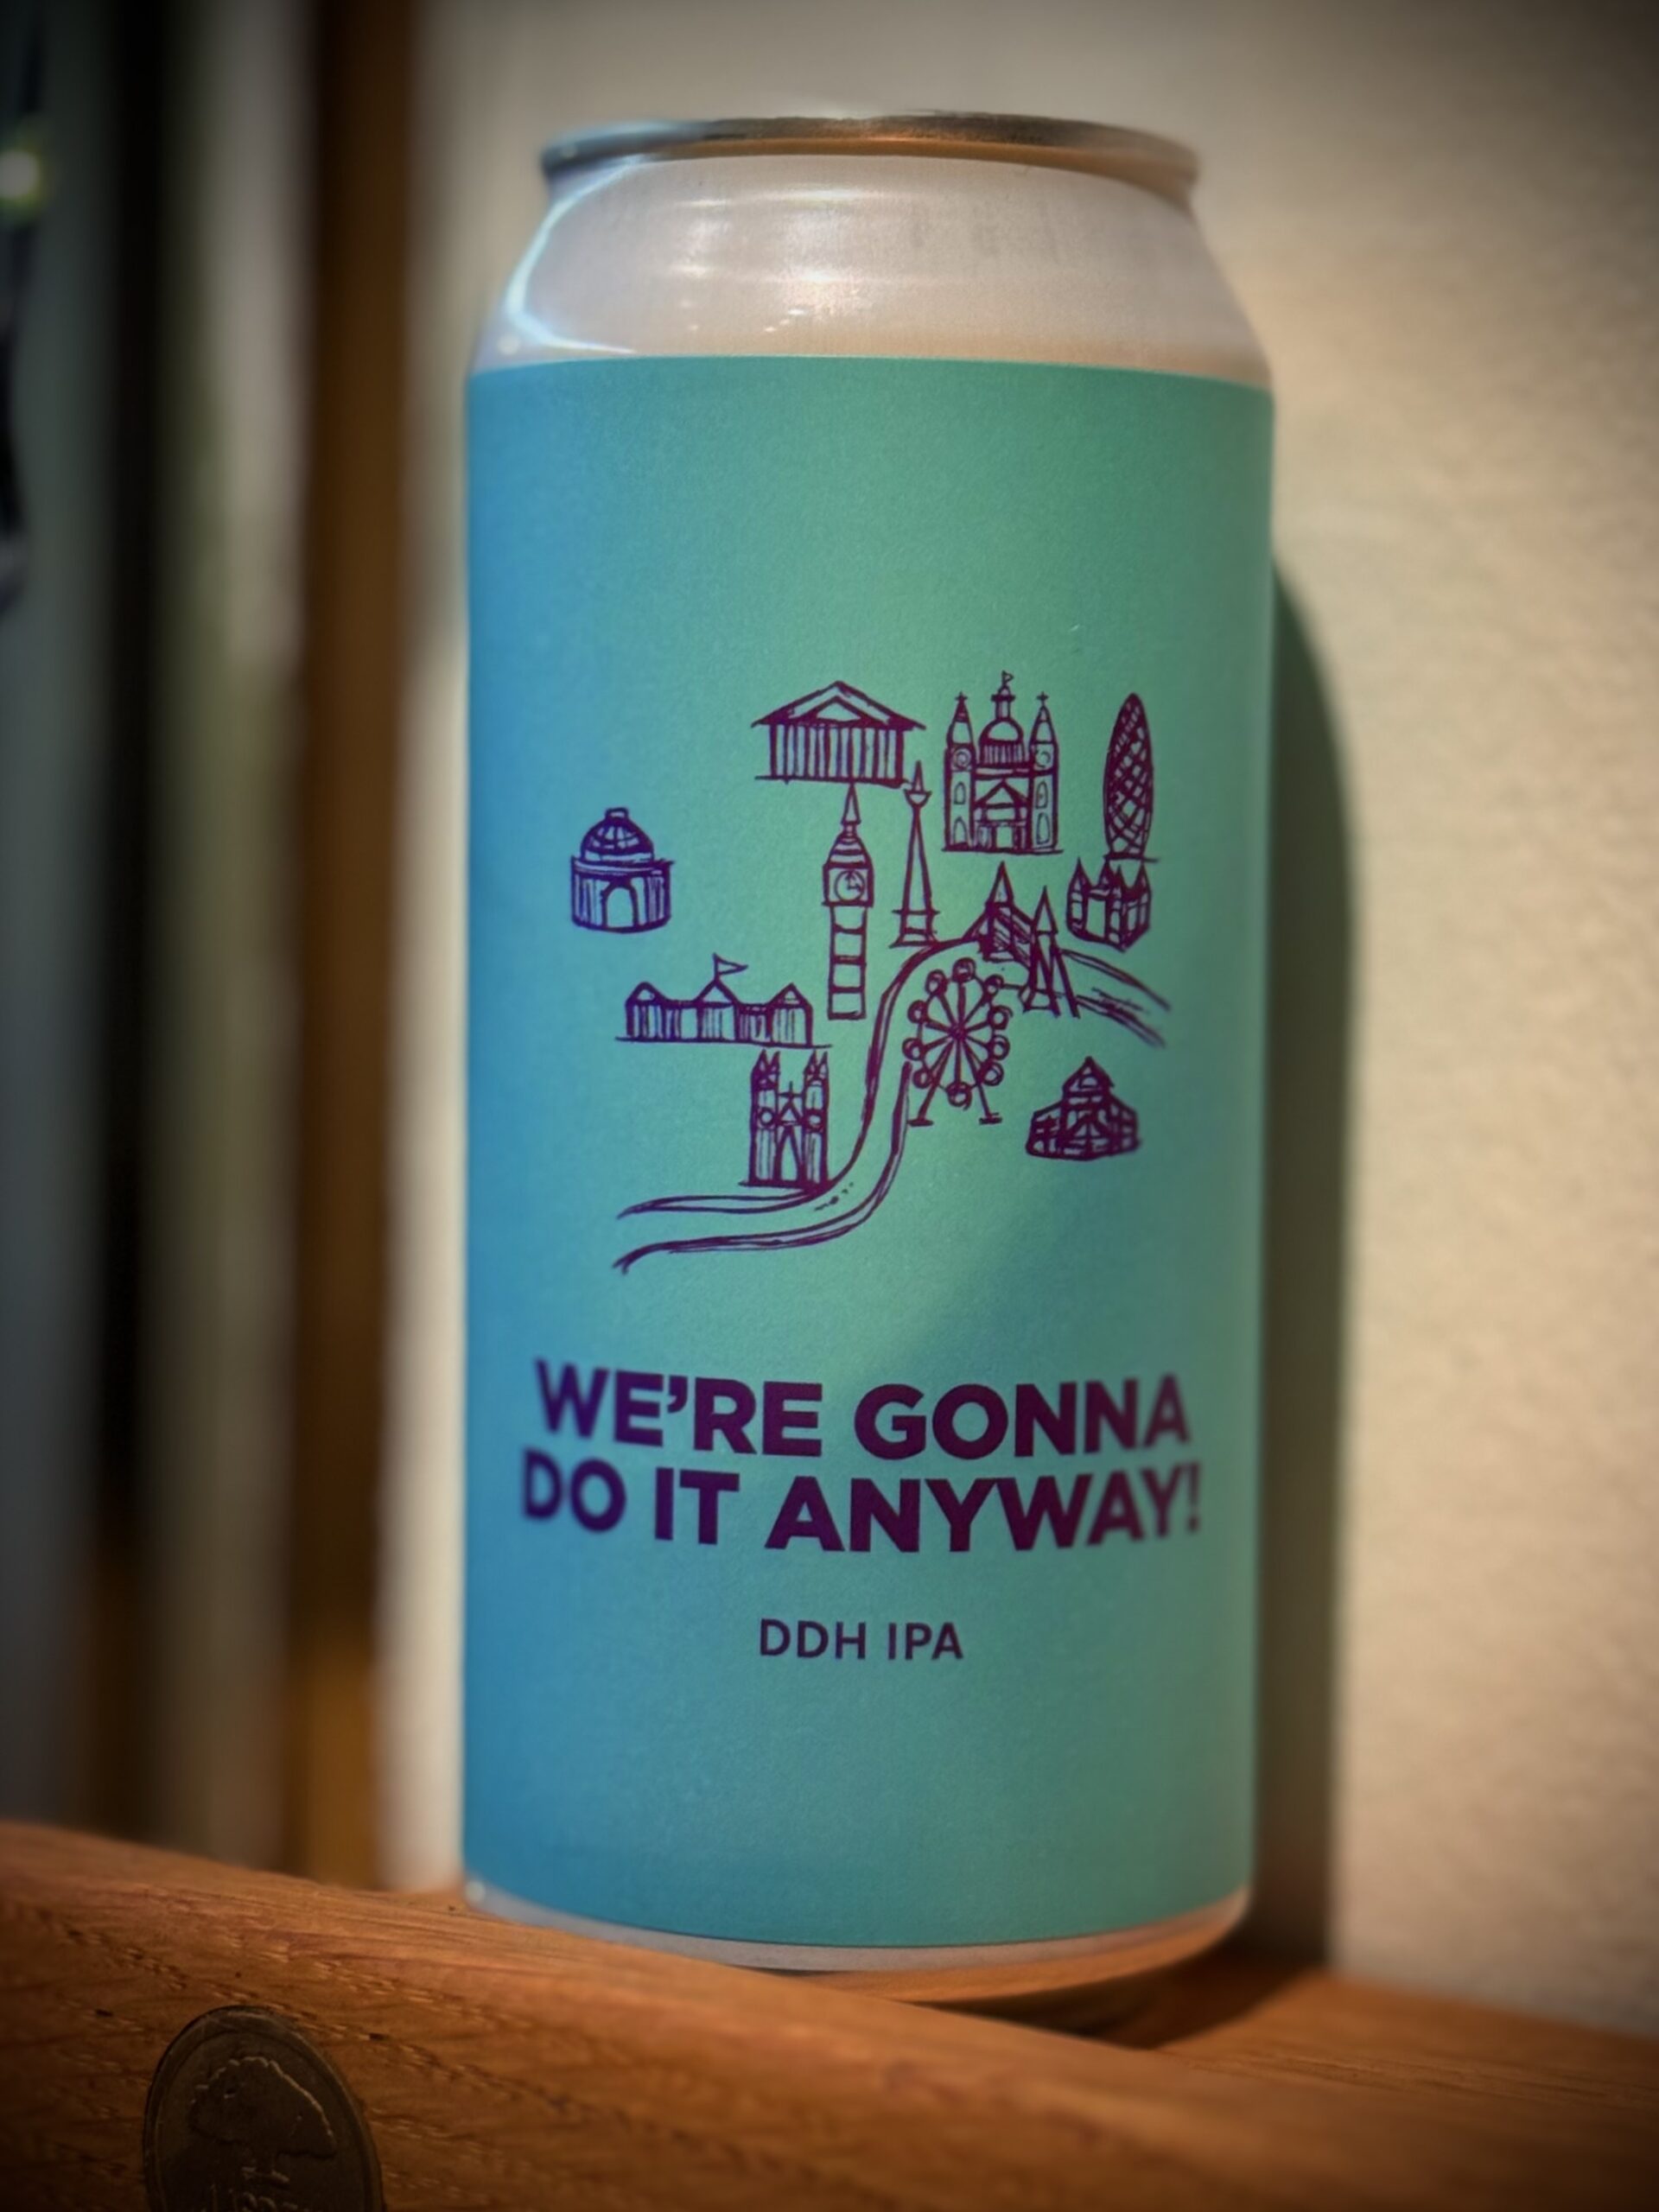 WE'RE GONNA
DO IT ANYWAY!
DDH IPA